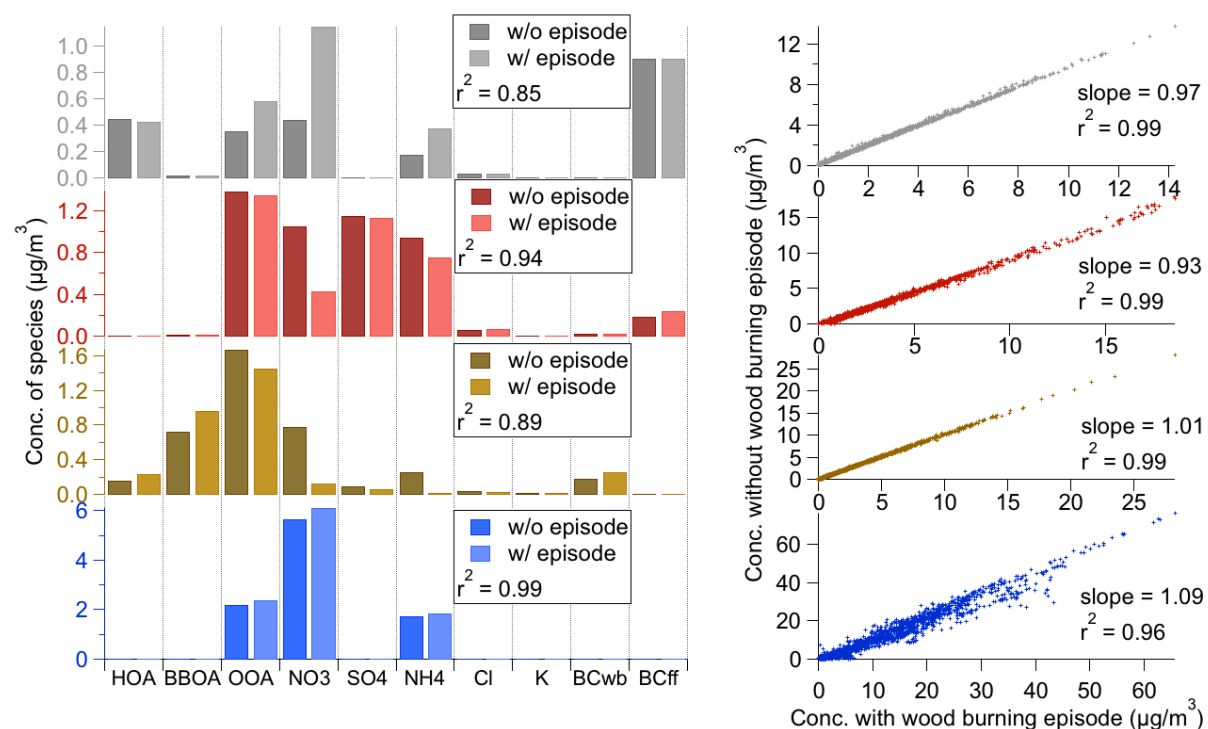 Conc. of species (µg/m³)
1.0
0.8
0.6
0.4
0.2
0.0
w/o episode
w/ episode
r² = 0.85
1.2
0.8
0.4
0.0
w/o episode
w/ episode
r² = 0.94
1.6
1.2
0.8
0.4
0.0
w/o episode
w/ episode
r² = 0.89
6
4
2
0
w/o episode
w/ episode
r² = 0.99
HOA BBOA OOA NO3 SO4 NH4 Cl K BCwb BCff
Conc. without wood burning episode (µg/m³)
12
8
4
0
slope = 0.97
r² = 0.99
0 2 4 6 8 10 12 14
15
10
5
0
slope = 0.93
r² = 0.99
0 5 10 15
25
20
15
10
5
0
slope = 1.01
r² = 0.99
0 5 10 15 20 25
60
40
20
0
slope = 1.09
r² = 0.96
0 10 20 30 40 50 60
Conc. with wood burning episode (µg/m³)